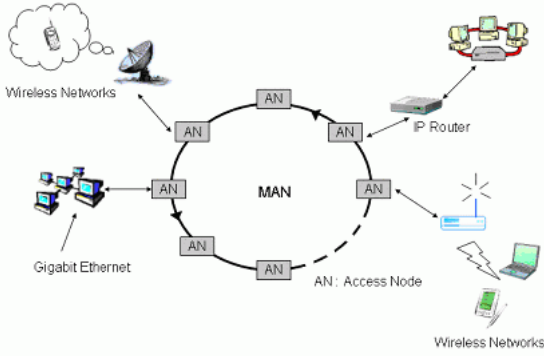 Wireless Networks
AN
AN
AN
IP Router
AN
MAN
AN
AN
Gigabit Ethernet
AN
AN : Access Node
Wireless Networks